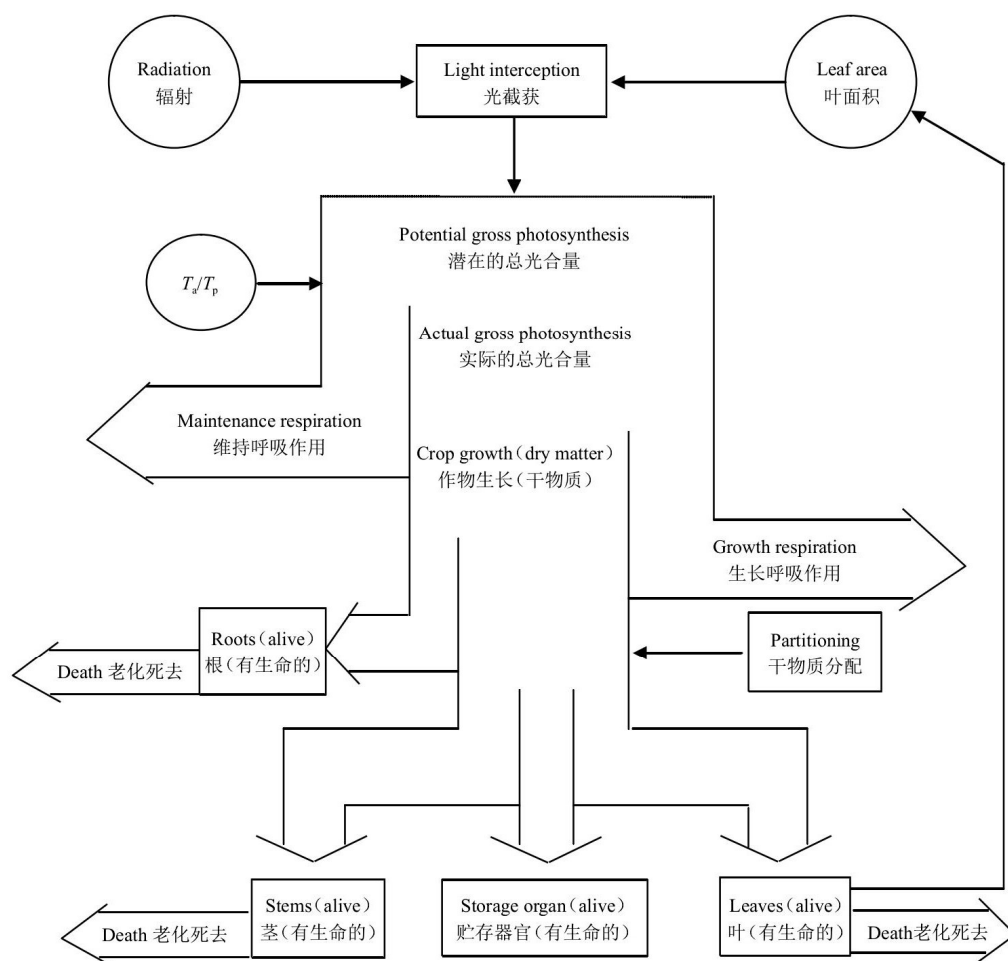 Radiation
辐射
Light interception
光截获
Leaf area
叶面积
Potential gross photosynthesis
潜在的总光合量
Ta/Tp
Actual gross photosynthesis
实际的总光合量
Maintenance respiration
维持呼吸作用
Crop growth(dry matter)
作物生长(干物质)
Growth respiration
生长呼吸作用
Roots(alive)
根(有生命的)
Death 老化死去
Partitioning
干物质分配
Stems(alive)
茎(有生命的)
Death 老化死去
Storage organ(alive)
贮存器官(有生命的)
Leaves(alive)
叶(有生命的)
Death老化死去